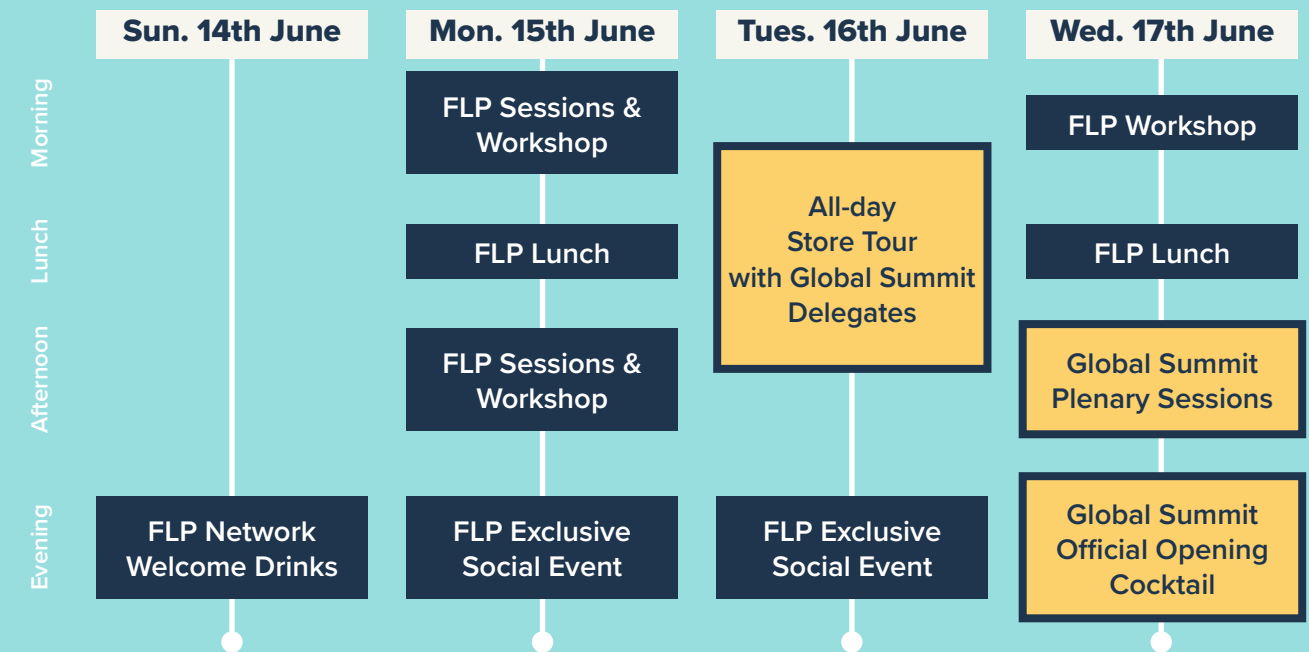 Sun. 14th June
Mon. 15th June
Tues. 16th June
Wed. 17th June
Morning
FLP Sessions &
Workshop
All-day
Store Tour
with Global Summit
Delegates
FLP Workshop
Lunch
FLP Lunch
FLP Lunch
Afternoon
FLP Sessions &
Workshop
Global Summit
Plenary Sessions
Evening
FLP Network
Welcome Drinks
FLP Exclusive
Social Event
FLP Exclusive
Social Event
Global Summit
Official Opening
Cocktail